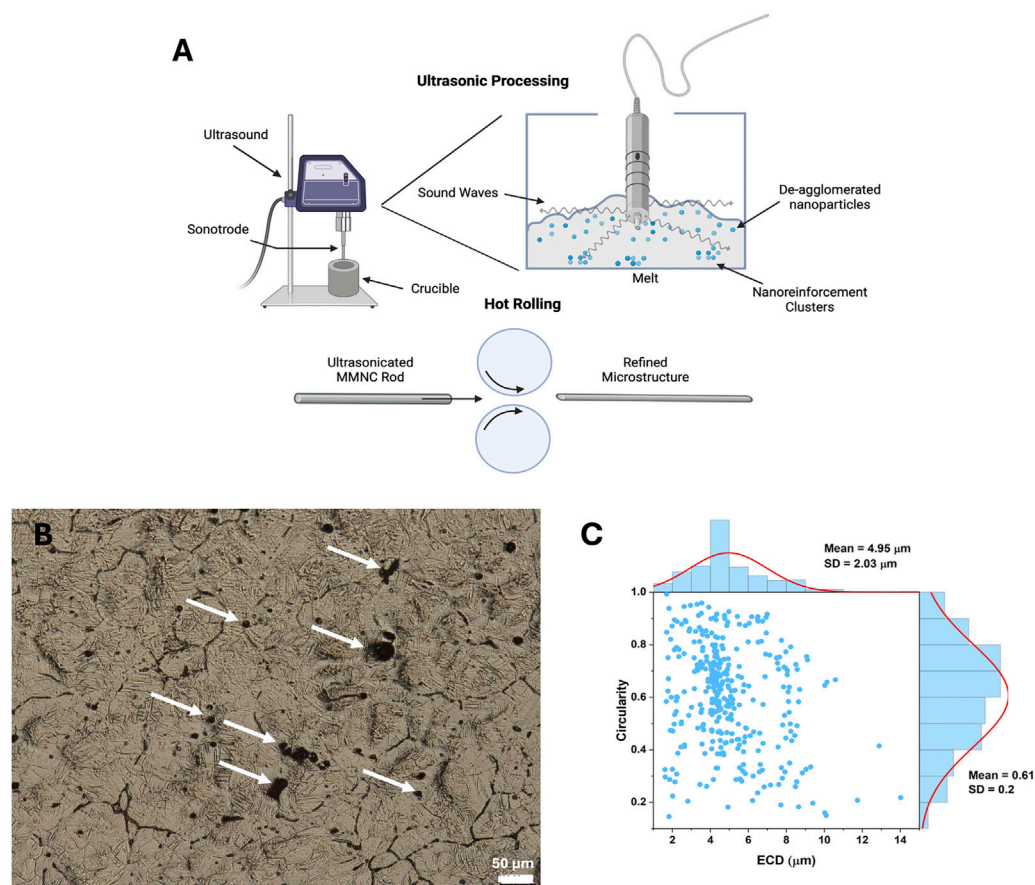 A
Ultrasonic Processing
Ultrasound
Sound Waves
De-agglomerated
nanoparticles
Sonotrode
Crucible
Melt
Nanoreinforcement
Clusters
Hot Rolling
Ultrasonicated
MMNC Rod
Refined
Microstructure
B
50 µm
C
Mean = 4.95 µm
SD = 2.03 µm
1.0
0.8
0.6
0.4
0.2
Circularity
Mean = 0.61
SD = 0.2
2 4 6 8 10 12 14
ECD (µm)